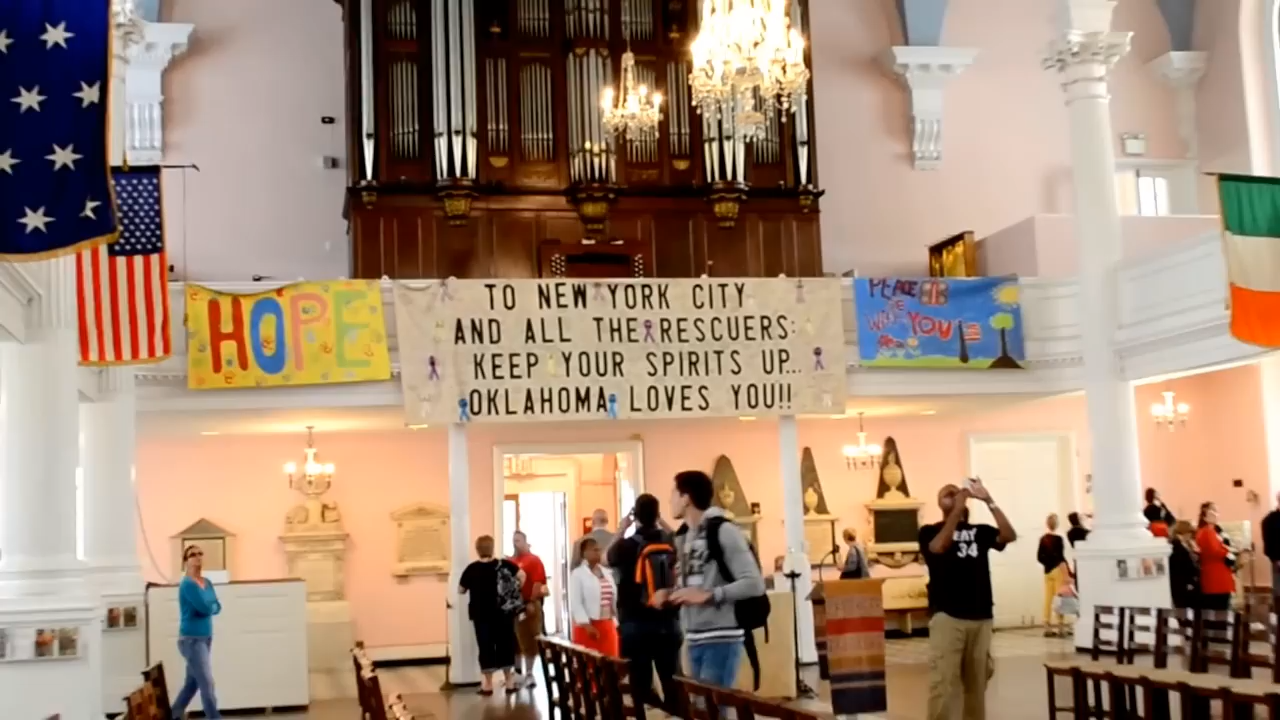 HOPE
TO NEW YORK CITY
AND ALL THE RESCUERS:
KEEP YOUR SPIRITS UP...
OKLAHOMA LOVES YOU!!
PEACE
WE
YOU
34